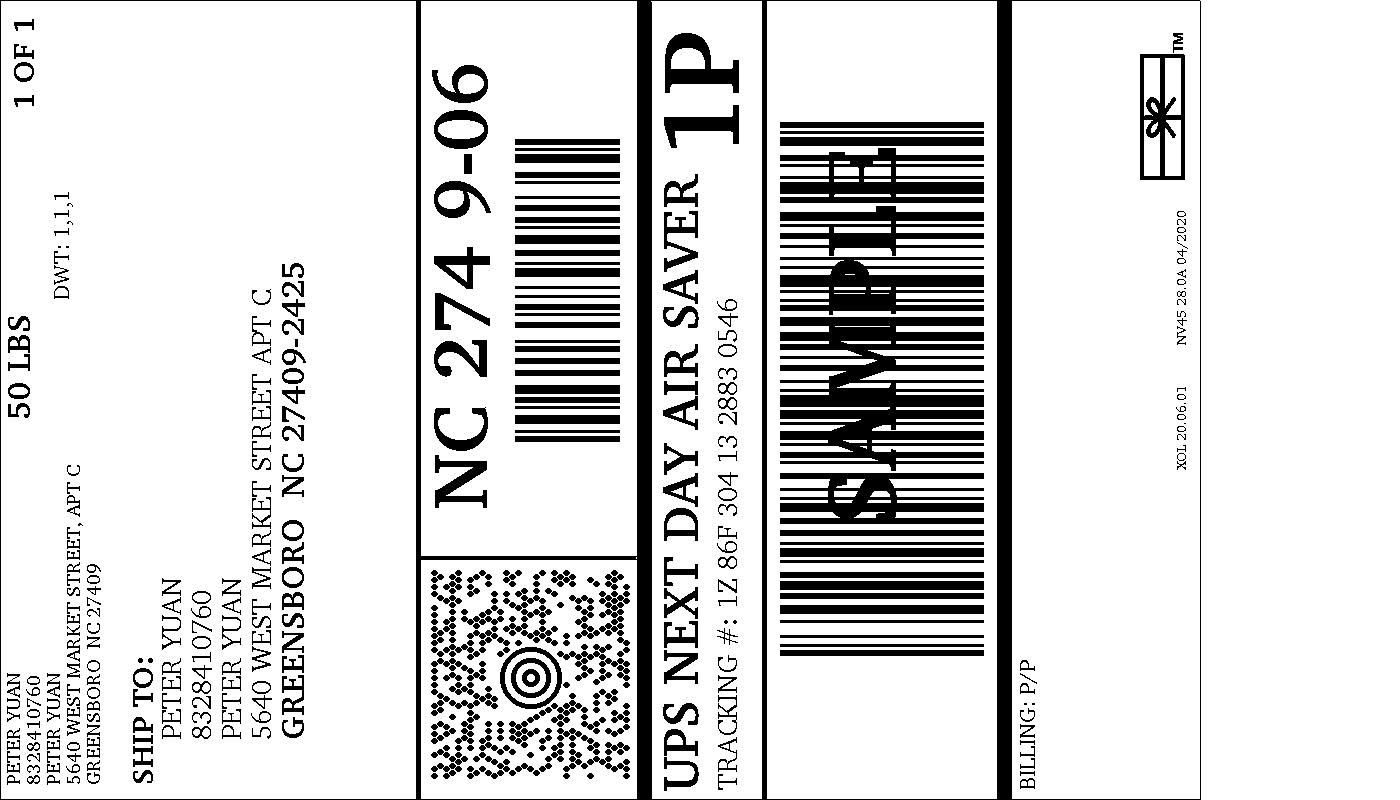 PETER YUAN
8328410760
PETER YUAN
5640 WEST MARKET STREET, APT C
GREENSBORO NC 27409
50 LBS
1 OF 1
DWT: 1,1,1
SHIP TO:
PETER YUAN
8328410760
PETER YUAN
5640 WEST MARKET STREET APT C
GREENSBORO NC 27409-2425
NC 274 9-06
UPS NEXT DAY AIR SAVER
1P
TRACKING #: 1Z 86F 304 13 2883 0546
SAMPLE
BILLING: P/P
XOL 20.06.01
NV45 28.0A 04/2020
TM